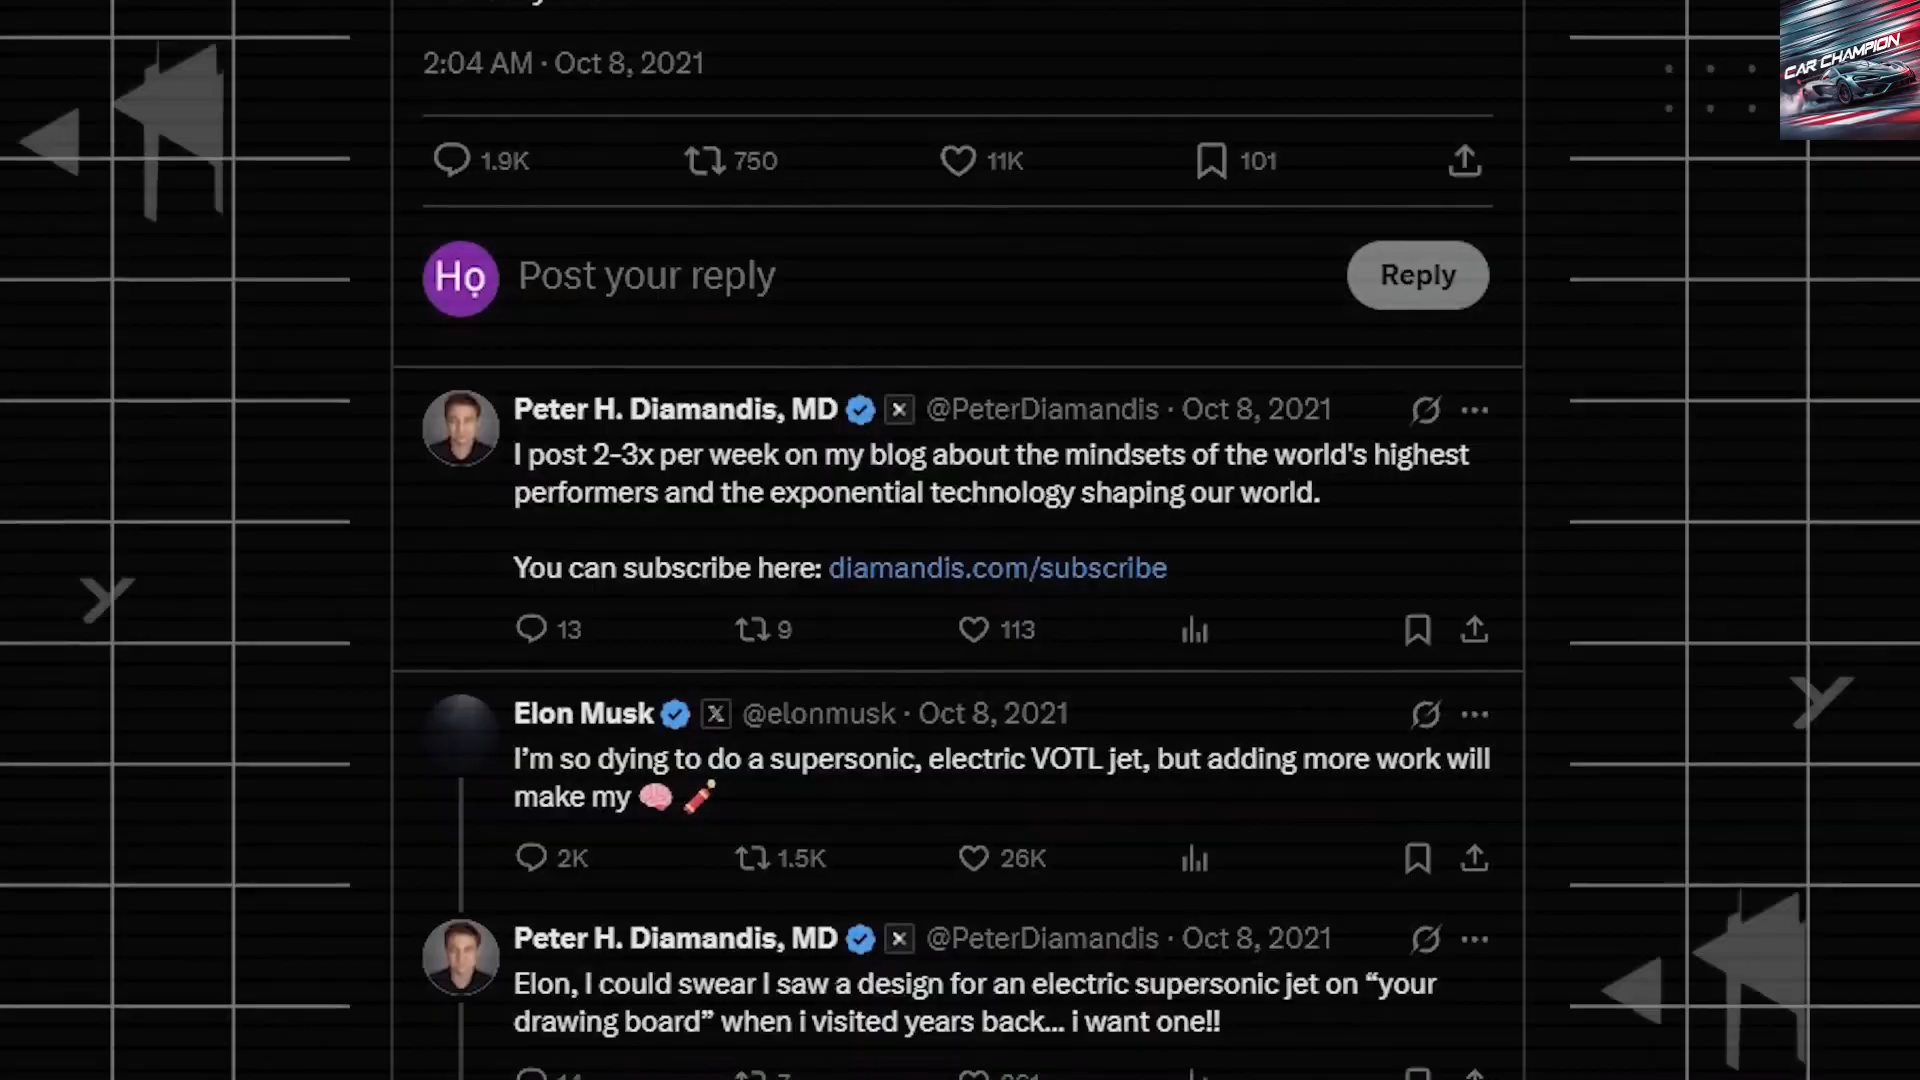 2:04 AM · Oct 8, 2021
CAR CHAMPION
1.9K 750 11K 101
Họ Post your reply Reply
Peter H. Diamandis, MD @PeterDiamandis · Oct 8, 2021
I post 2-3x per week on my blog about the mindsets of the world's highest
performers and the exponential technology shaping our world.
You can subscribe here: diamandis.com/subscribe
13 9 113
Elon Musk @elonmusk · Oct 8, 2021
I'm so dying to do a supersonic, electric VOTL jet, but adding more work will
make my 🧠 🧨
2K 1.5K 26K
Peter H. Diamandis, MD @PeterDiamandis · Oct 8, 2021
Elon, I could swear I saw a design for an electric supersonic jet on “your
drawing board” when i visited years back... i want one!!